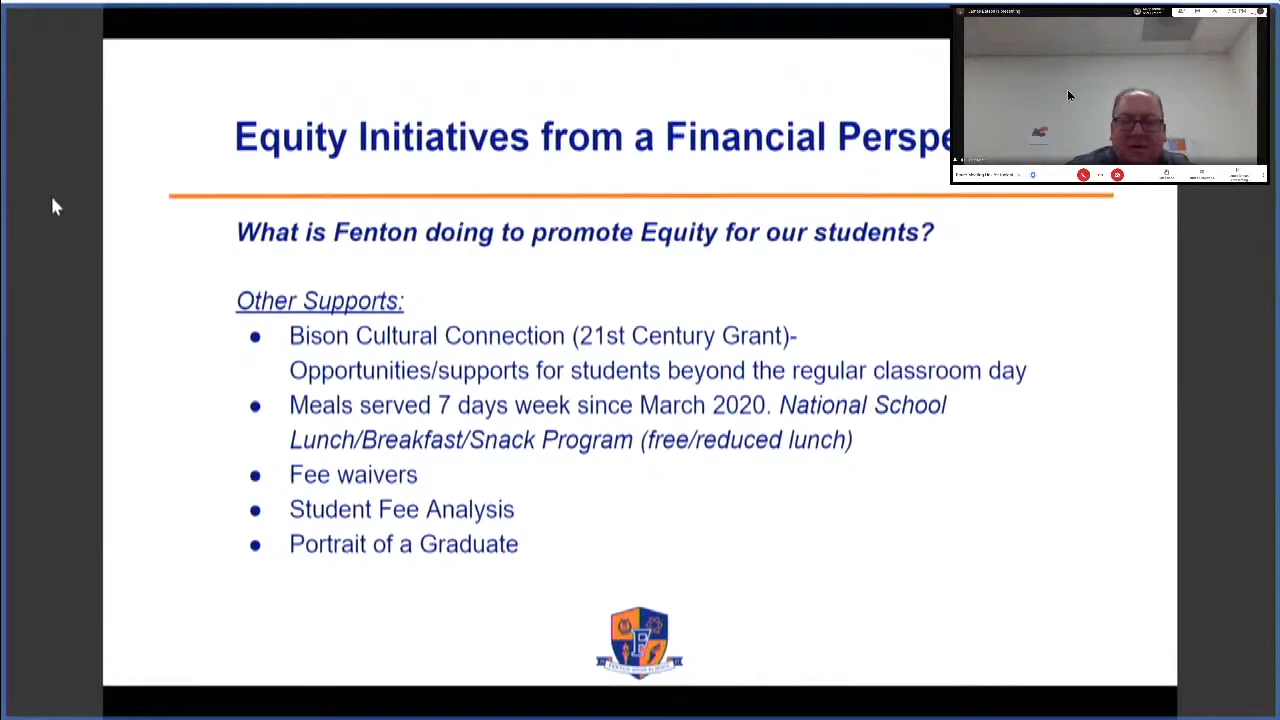 Equity Initiatives from a Financial Perspe
What is Fenton doing to promote Equity for our students?
Other Supports:
● Bison Cultural Connection (21st Century Grant)-
Opportunities/supports for students beyond the regular classroom day
● Meals served 7 days week since March 2020. National School
Lunch/Breakfast/Snack Program (free/reduced lunch)
● Fee waivers
● Student Fee Analysis
● Portrait of a Graduate
F